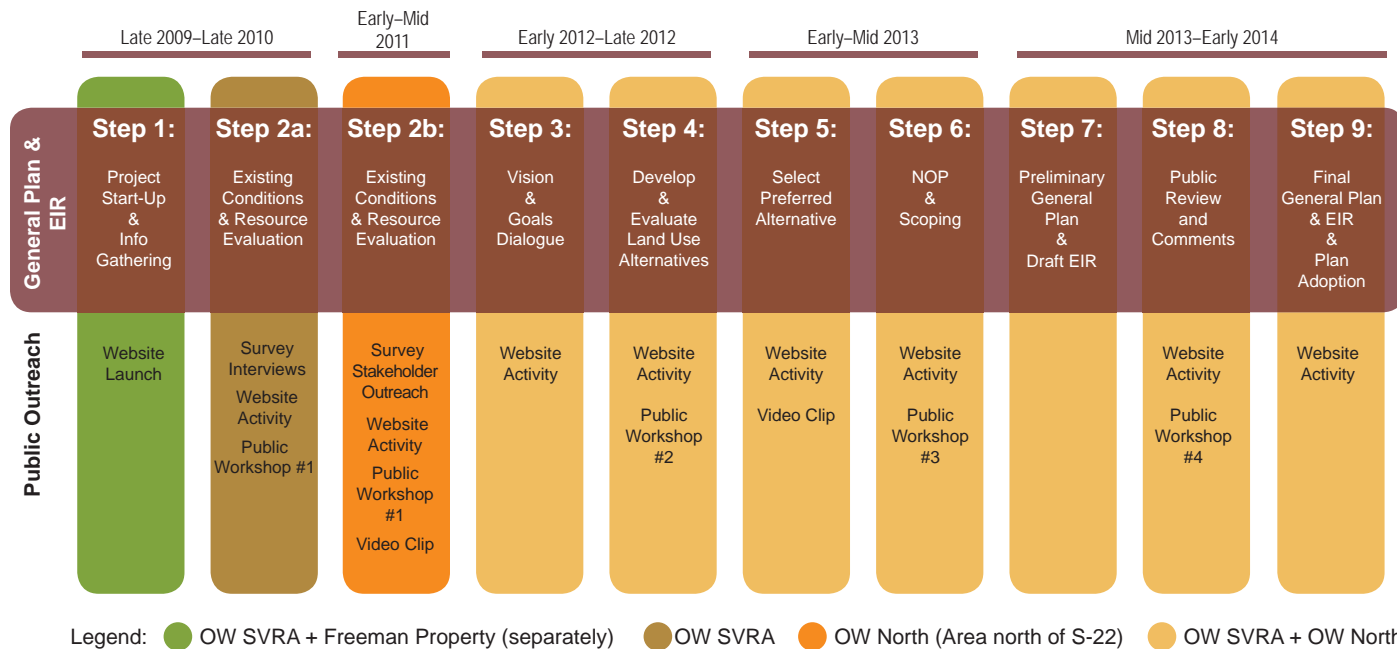 Late 2009–Late 2010
Early–Mid
2011
Early 2012–Late 2012
Early–Mid 2013
Mid 2013–Early 2014
General Plan &
EIR
Step 1:
Project
Start-Up
&
Info
Gathering
Step 2a:
Existing
Conditions
& Resource
Evaluation
Step 2b:
Existing
Conditions
& Resource
Evaluation
Step 3:
Vision
&
Goals
Dialogue
Step 4:
Develop
&
Evaluate
Land Use
Alternatives
Step 5:
Select
Preferred
Alternative
Step 6:
NOP
&
Scoping
Step 7:
Preliminary
General
Plan
&
Draft EIR
Step 8:
Public
Review
and
Comments
Step 9:
Final
General Plan
& EIR
&
Plan
Adoption
Public Outreach
Website
Launch
Survey
Interviews
Website
Activity
Public
Workshop #1
Survey
Stakeholder
Outreach
Website
Activity
Public
Workshop
#1
Video Clip
Website
Activity
Website
Activity
Public
Workshop
#2
Website
Activity
Video Clip
Website
Activity
Public
Workshop
#3
Website
Activity
Public
Workshop
#4
Website
Activity
Legend:
OW SVRA + Freeman Property (separately)
OW SVRA
OW North (Area north of S-22)
OW SVRA + OW North